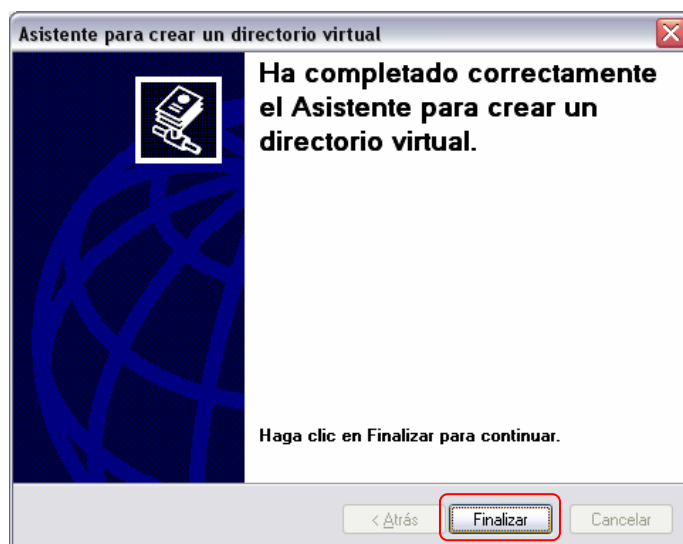 Asistente para crear un directorio virtual
Ha completado correctamente
el Asistente para crear un
directorio virtual.
Haga clic en Finalizar para continuar.
< Atrás
Finalizar
Cancelar